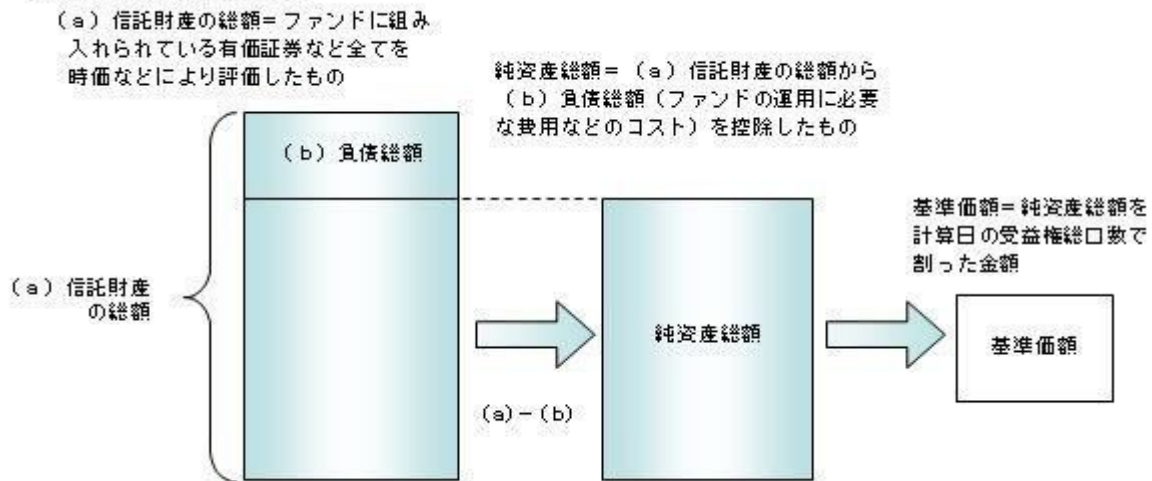 (a)信託財産の総額=ファンドに組み
入れられている有価証券など全てを
時価などにより評価したもの
純資産総額=(a)信託財産の総額から
(b)負債総額(ファンドの運用に必要
な費用などのコスト)を控除したもの
(b)負債総額
基準価額=純資産総額を
計算日の受益権総口数で
割った金額
(a)信託財産
の総額
純資産総額
基準価額
(a)-(b)